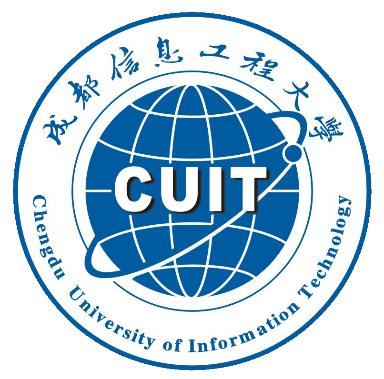 成都信息工程大學
CUIT
Chengdu University of Information Technology